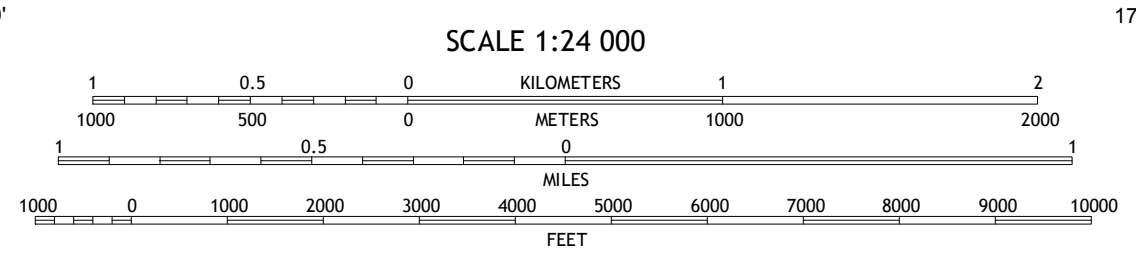 0' 17
SCALE 1:24 000
1 0.5 0 KILOMETERS 1 2
1000 500 0 METERS 1000 2000
1 0.5 0 1
MILES
1000 0 1000 2000 3000 4000 5000 6000 7000 8000 9000 10000
FEET